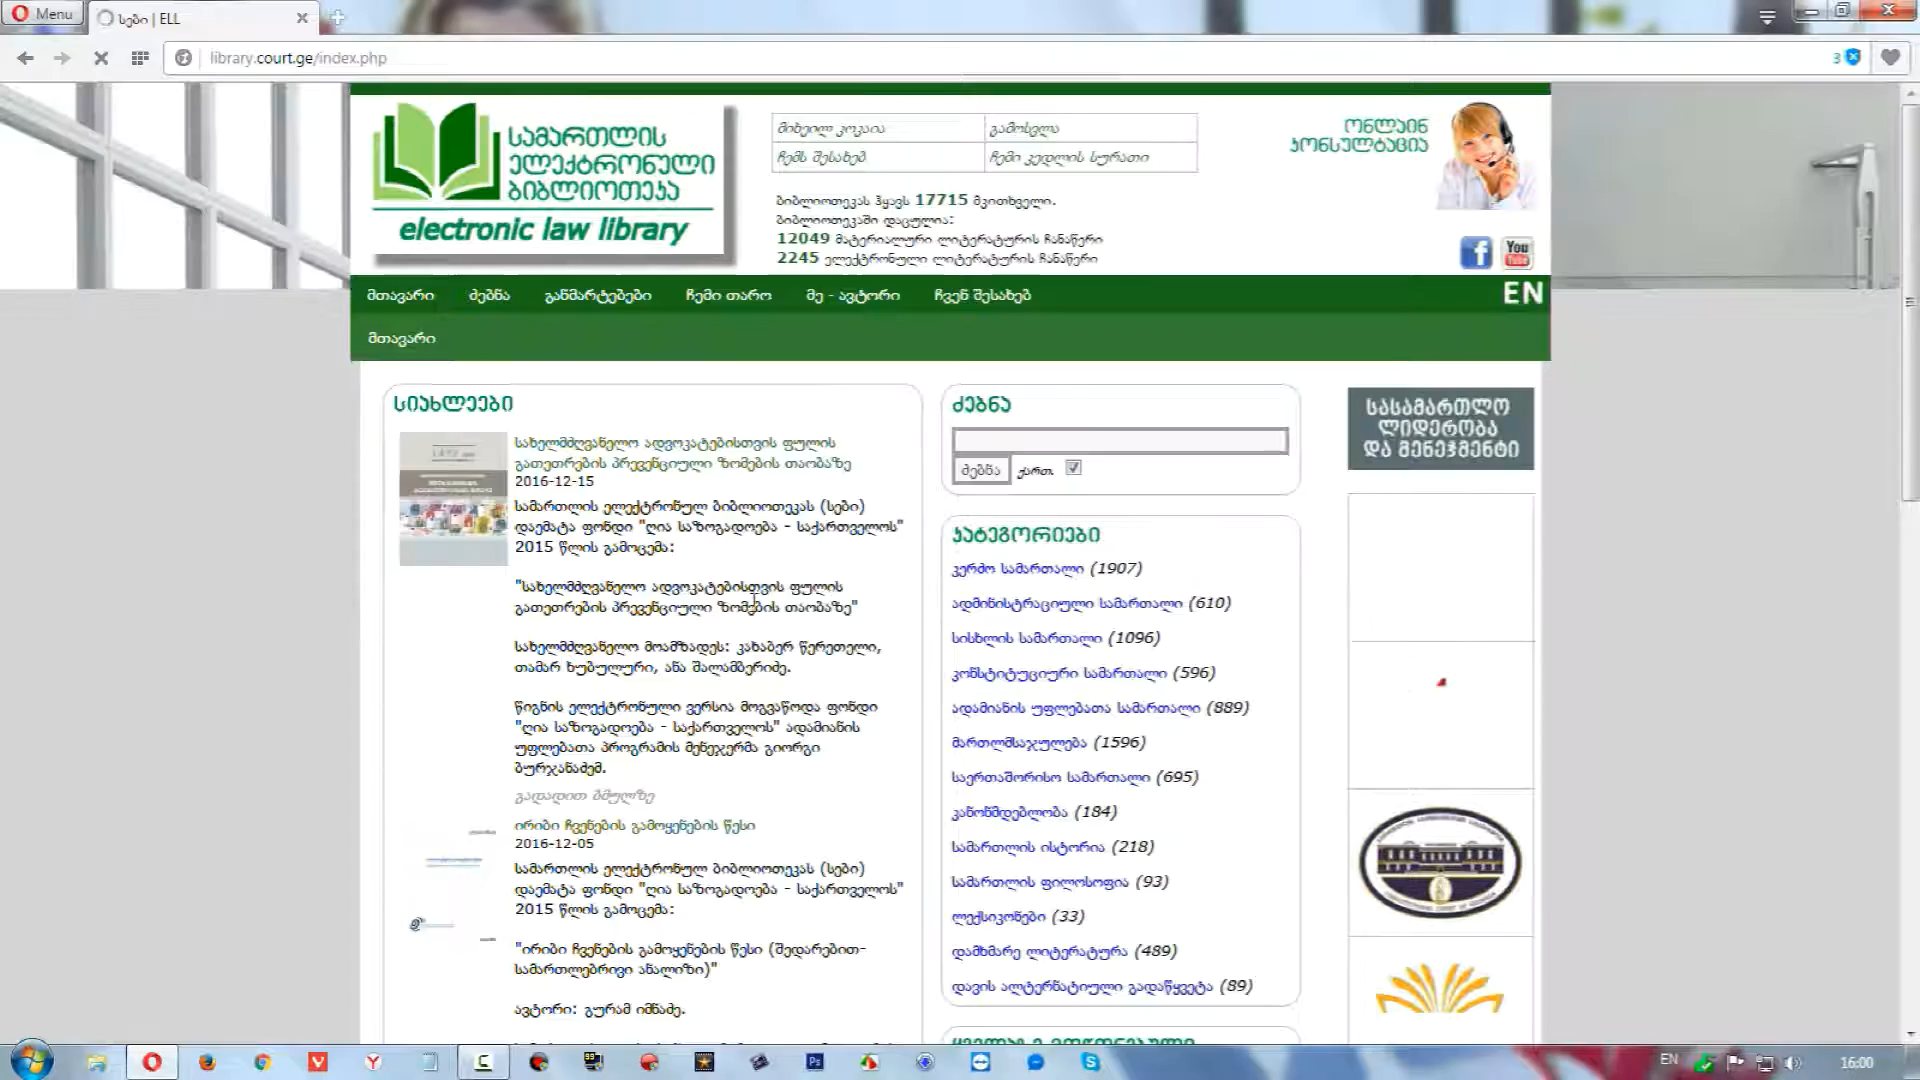 Menu
სები | ELL
library.court.ge/index.php
3
სამართლის
ელექტრონული
ბიბლიოთეკა
electronic law library
მიხეილ კოკაია
გამოსვლა
ჩემს შესახებ
ჩემი კედლის სურათი
ბიბლიოთეკას ჰყავს 17715 მკითხველი.
ბიბლიოთეკაში დაცულია:
12049 მატერიალური ლიტერატურის ჩანაწერი
2245 ელექტრონული ლიტერატურის ჩანაწერი
ონლაინ
კონსულტაცია
You
Tube
მთავარი
ძებნა
განმარტებები
ჩემი თარო
მე - ავტორი
ჩვენ შესახებ
EN
მთავარი
სიახლეები
სახელმძღვანელო ადვოკატებისთვის ფულის
გათეთრების პრევენციული ზომების თაობაზე
2016-12-15
სამართლის ელექტრონულ ბიბლიოთეკას (სები)
დაემატა ფონდი "ღია საზოგადოება - საქართველოს"
2015 წლის გამოცემა:
"სახელმძღვანელო ადვოკატებისთვის ფულის
გათეთრების პრევენციული ზომების თაობაზე"
სახელმძღვანელო მოამზადეს: კახაბერ წერეთელი,
თამარ ხუბულური, ანა შალამბერიძე.
წიგნის ელექტრონული ვერსია მოგვაწოდა ფონდი
"ღია საზოგადოება - საქართველოს" ადამიანის
უფლებათა პროგრამის მენეჯერმა გიორგი
ბურჯანაძემ.
გადადით ბმულზე
ირიბი ჩვენების გამოყენების წესი
2016-12-05
სამართლის ელექტრონულ ბიბლიოთეკას (სები)
დაემატა ფონდი "ღია საზოგადოება - საქართველოს"
2015 წლის გამოცემა:
"ირიბი ჩვენების გამოყენების წესი (შედარებით-
სამართლებრივი ანალიზი)"
ავტორი: გურამ იმნაძე.
ძებნა
ძებნა
ქართ.
კატეგორიები
კერძო სამართალი (1907)
ადმინისტრაციული სამართალი (610)
სისხლის სამართალი (1096)
კონსტიტუციური სამართალი (596)
ადამიანის უფლებათა სამართალი (889)
მართლმსაჯულება (1596)
საერთაშორისო სამართალი (695)
კანონმდებლობა (184)
სამართლის ისტორია (218)
სამართლის ფილოსოფია (93)
ლექსიკონები (33)
დამხმარე ლიტერატურა (489)
დავის ალტერნატიული გადაწყვეტა (89)
სასამართლო
ლიდერობა
და მენეჯმენტი
EN
16:00